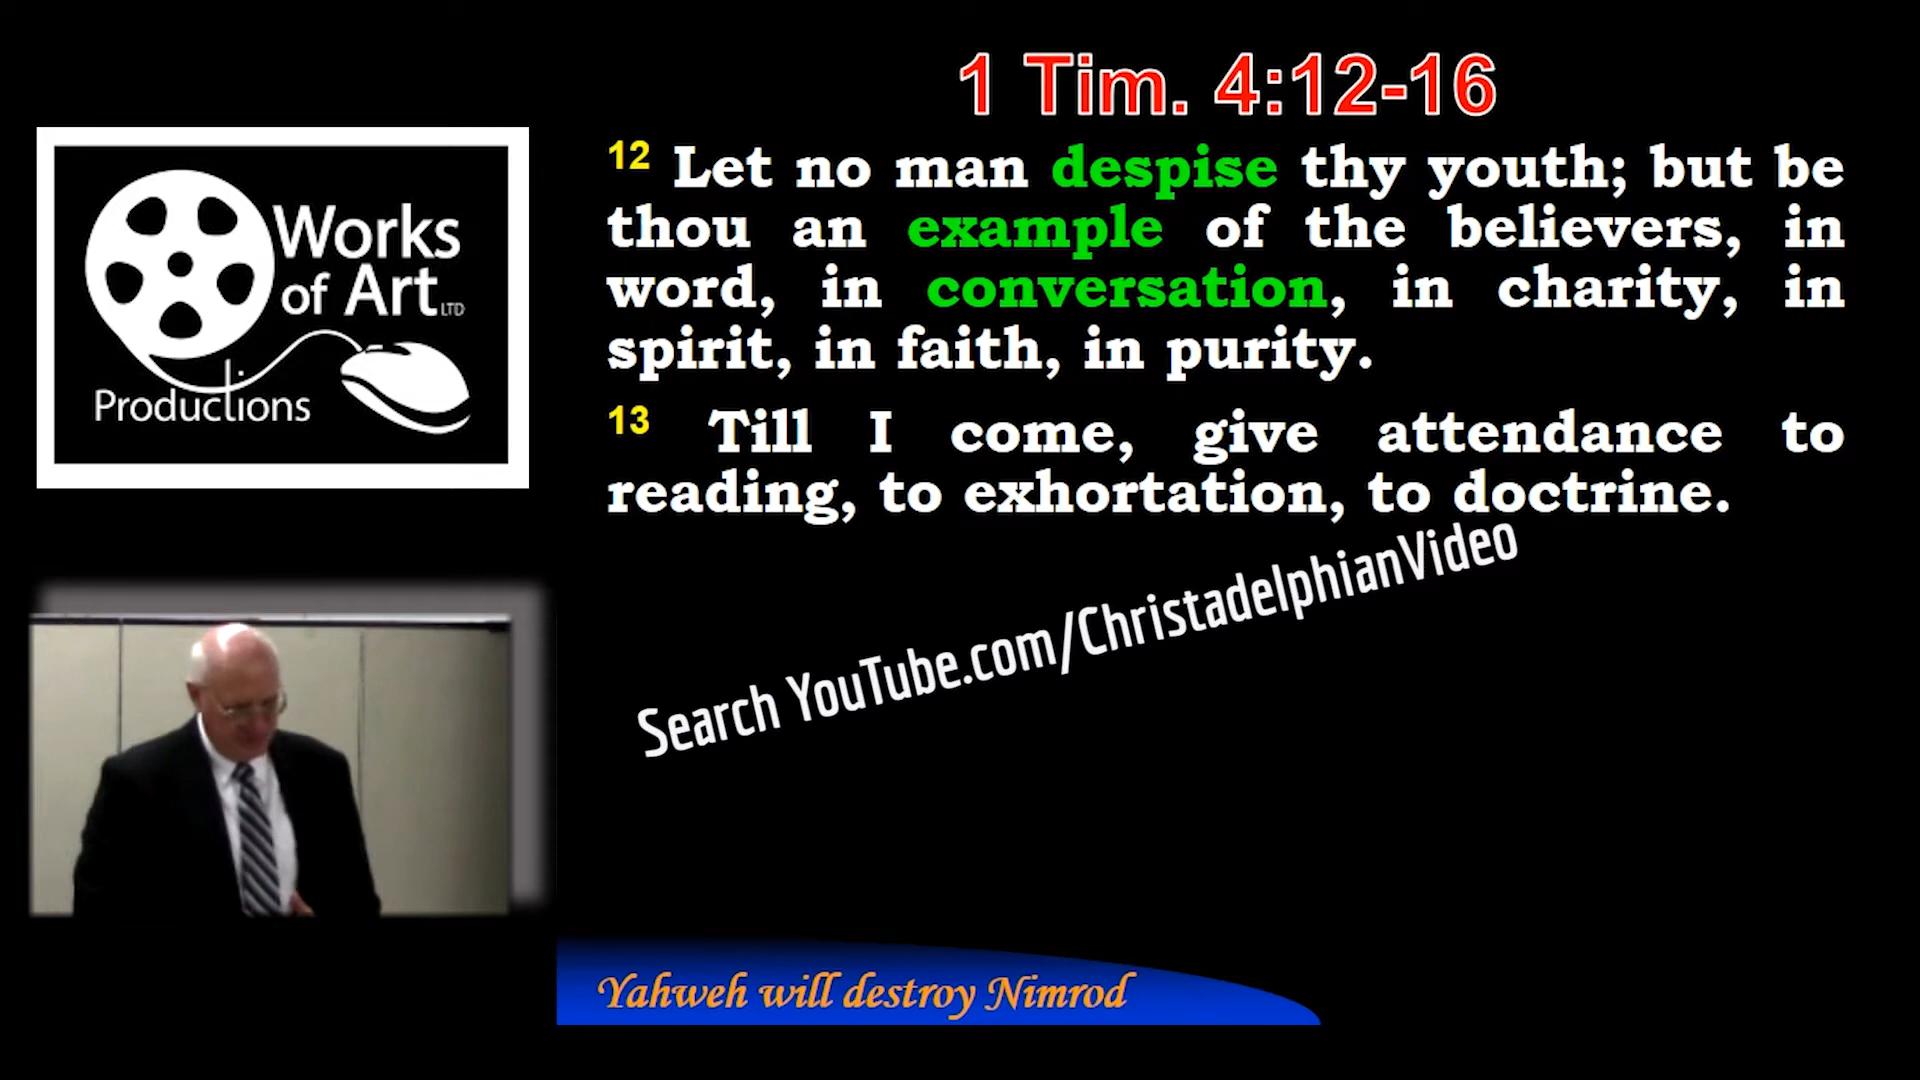 1 Tim. 4:12-16
12 Let no man despise thy youth; but be
thou an example of the believers, in
word, in conversation, in charity, in
spirit, in faith, in purity.
13 Till I come, give attendance to
reading, to exhortation, to doctrine.
Works
of Art LTD
Productions
Search YouTube.com/ChristadelphianVideo
Yahweh will destroy Nimrod